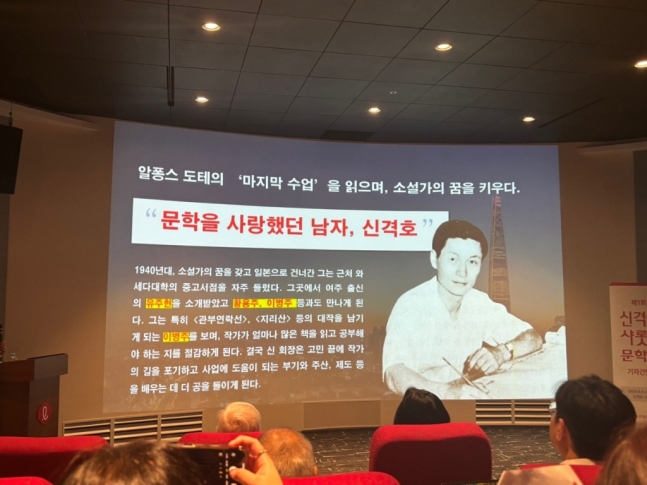 알퐁스 도테의 '마지막 수업' 을 읽으며, 소설가의 꿈을 키우다.
“문학을 사랑했던 남자, 신격호”
1940년대, 소설가의 꿈을 갖고 일본으로 건너간 그는 근처 와
세다대학의 중고서점을 자주 들렀다. 그곳에서 여주 출신
의 유주현을 소개받았고 황용주, 이병주등과도 만나게 된
다. 그는 특히 <관부연락선>, <지리산> 등의 대작을 남기
게 되는 이병주를 보며, 작가가 얼마나 많은 책을 읽고 공부해
야 하는 지를 절감하게 된다. 결국 신 회장은 고민 끝에 작가
의 길을 포기하고 사업에 도움이 되는 부기와 주산, 제도 등
을 배우는 데 더 공을 들이게 된다.
제1회
신격
샤롯
문학
기자간